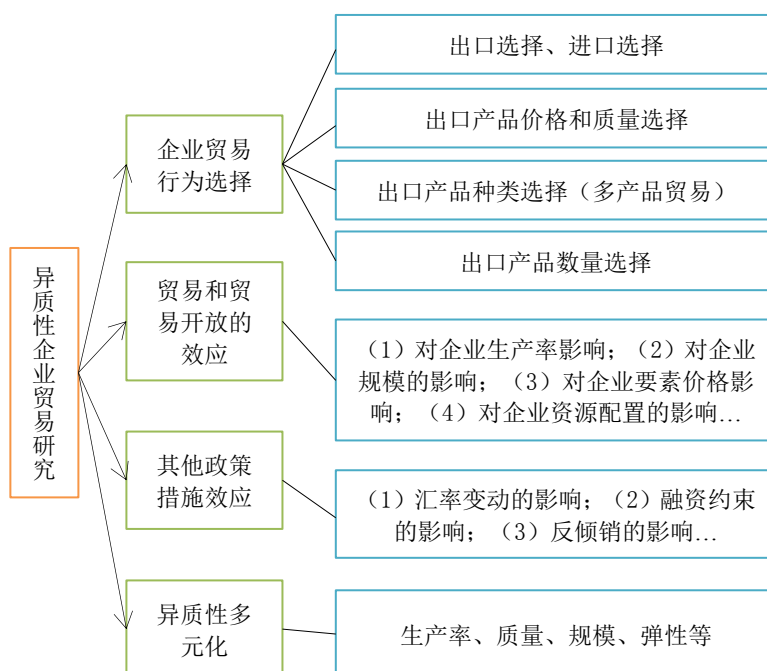 异质性企业贸易研究
企业贸易
行为选择
出口选择、进口选择
出口产品价格和质量选择
出口产品种类选择（多产品贸易）
出口产品数量选择
贸易和贸
易开放的
效应
（1）对企业生产率影响；（2）对企业
规模的影响；（3）对企业要素价格影
响；（4）对企业资源配置的影响…
其他政策
措施效应
（1）汇率变动的影响；（2）融资约束
的影响；（3）反倾销的影响…
异质性多
元化
生产率、质量、规模、弹性等